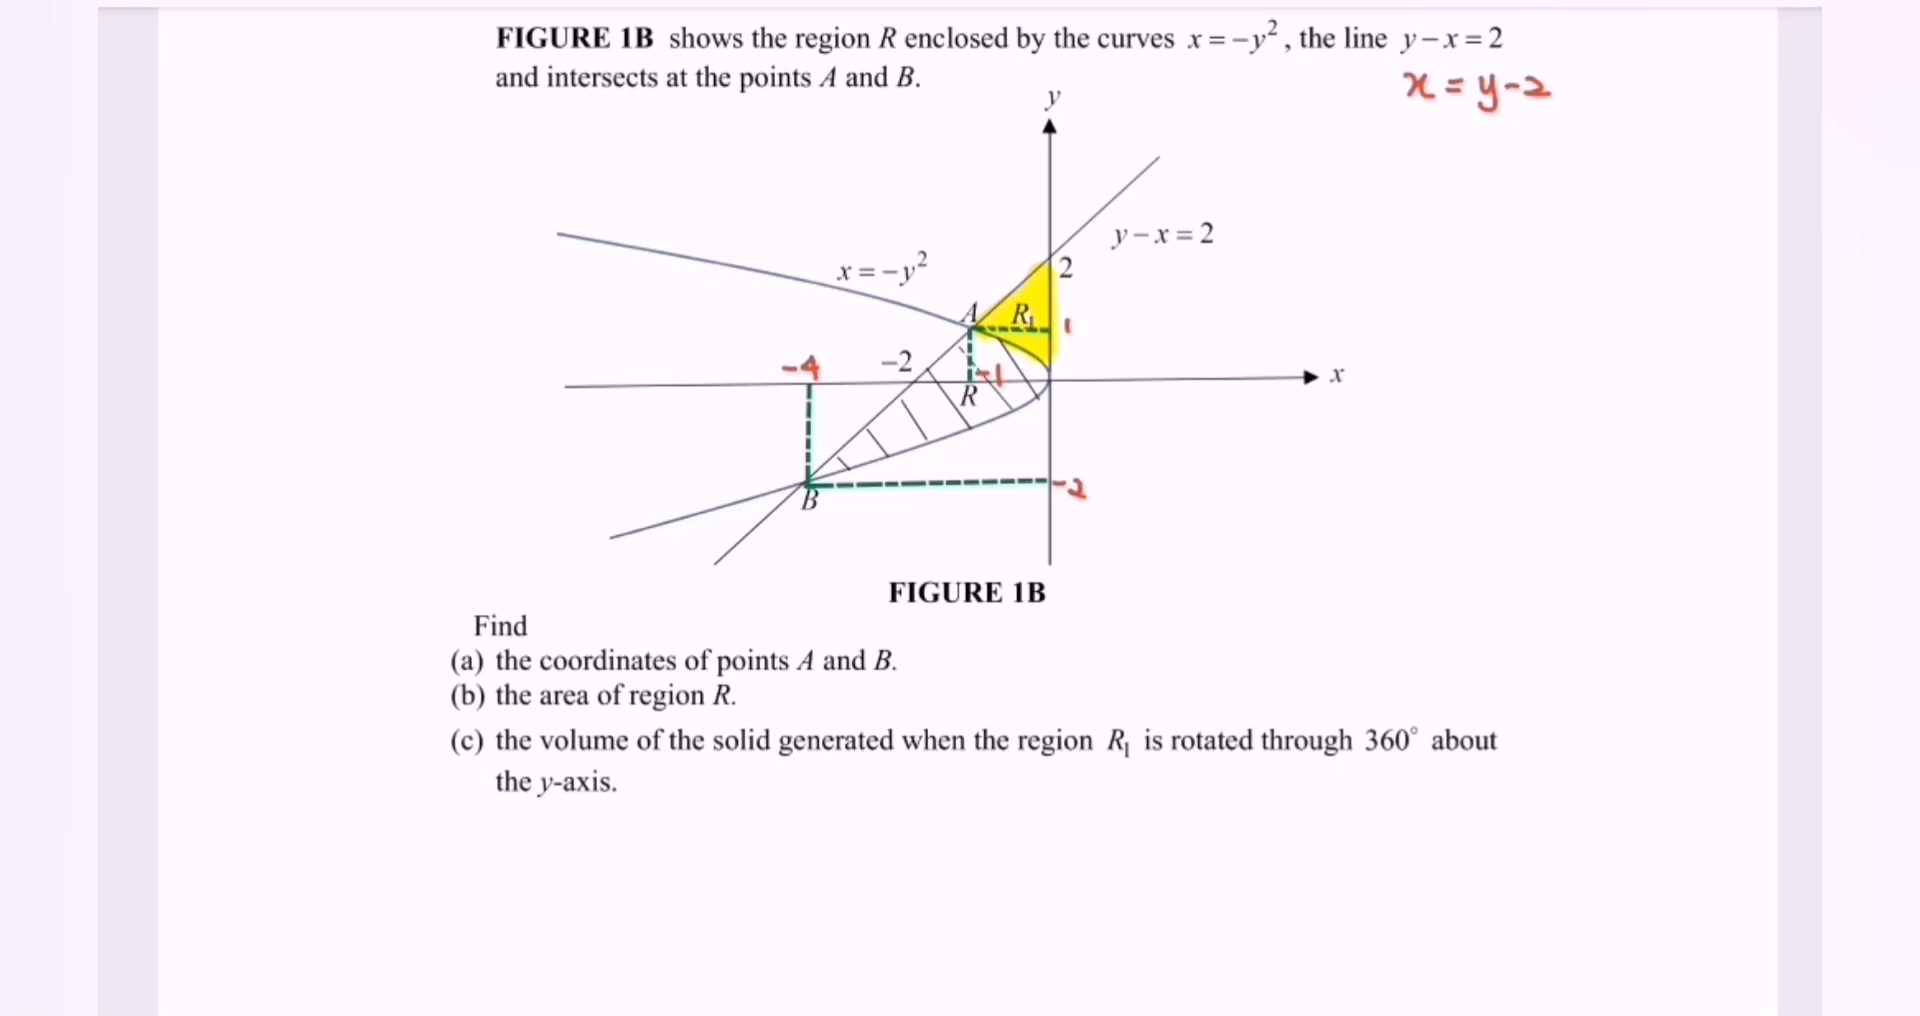 FIGURE 1B shows the region R enclosed by the curves x = −y², the line y − x = 2
and intersects at the points A and B.
x = y-2
y
y − x = 2
x = −y²
2
A
R₁
1
-4
−2
-1
x
R
-2
B
FIGURE 1B
Find
(a) the coordinates of points A and B.
(b) the area of region R.
(c) the volume of the solid generated when the region R₁ is rotated through 360° about
the y-axis.